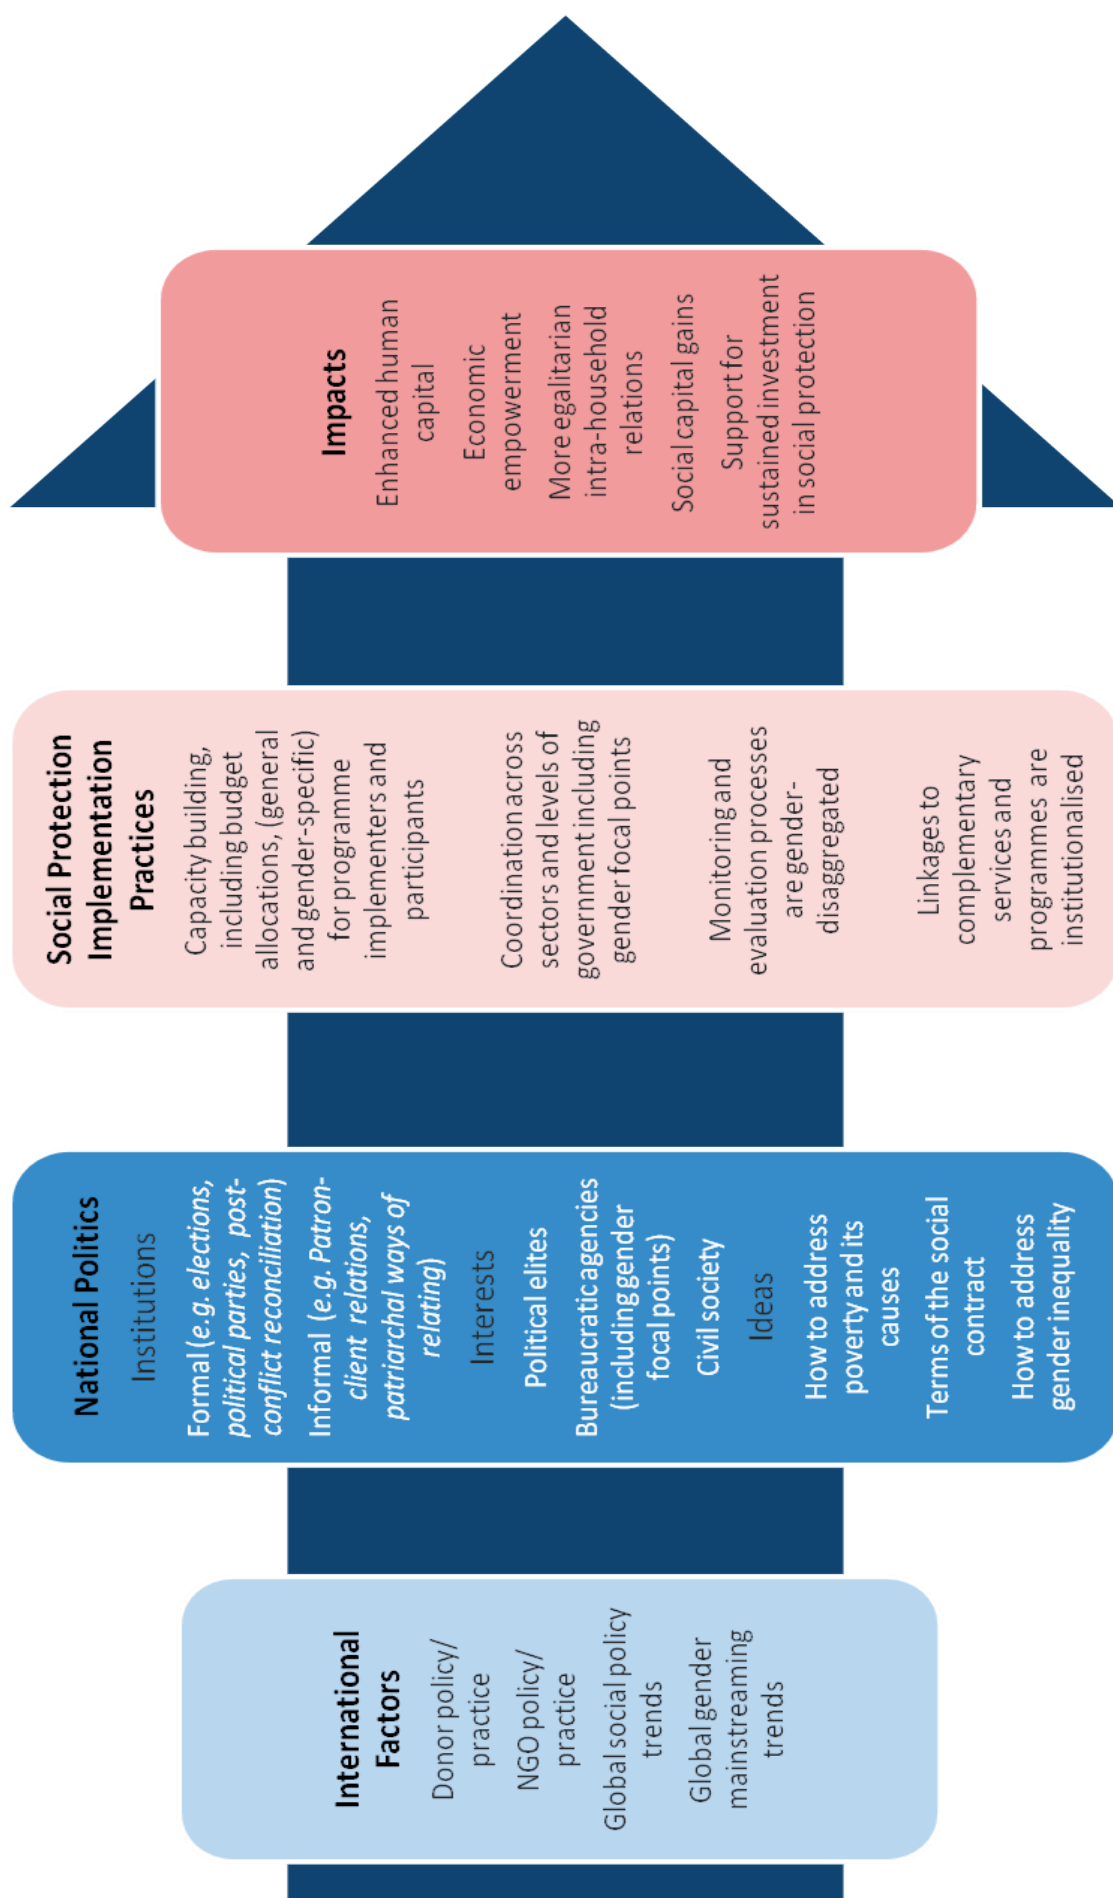 International
Factors
Donor policy/
practice
NGO policy/
practice
Global social policy
trends
Global gender
mainstreaming
trends
National Politics
Institutions
Formal (e.g. elections,
political parties, post-
conflict reconciliation)
Informal (e.g. Patron-
client relations,
patriarchal ways of
relating)
Interests
Political elites
Bureaucratic agencies
(including gender
focal points)
Civil society
Ideas
How to address
poverty and its
causes
Terms of the social
contract
How to address
gender inequality
Social Protection
Implementation
Practices
Capacity building,
including budget
allocations, (general
and gender-specific)
for programme
implementers and
participants
Coordination across
sectors and levels of
government including
gender focal points
Monitoring and
evaluation processes
are gender-
disaggregated
Linkages to
complementary
services and
programmes are
institutionalised
Impacts
Enhanced human
capital
Economic
empowerment
More egalitarian
intra-household
relations
Social capital gains
Support for
sustained investment
in social protection